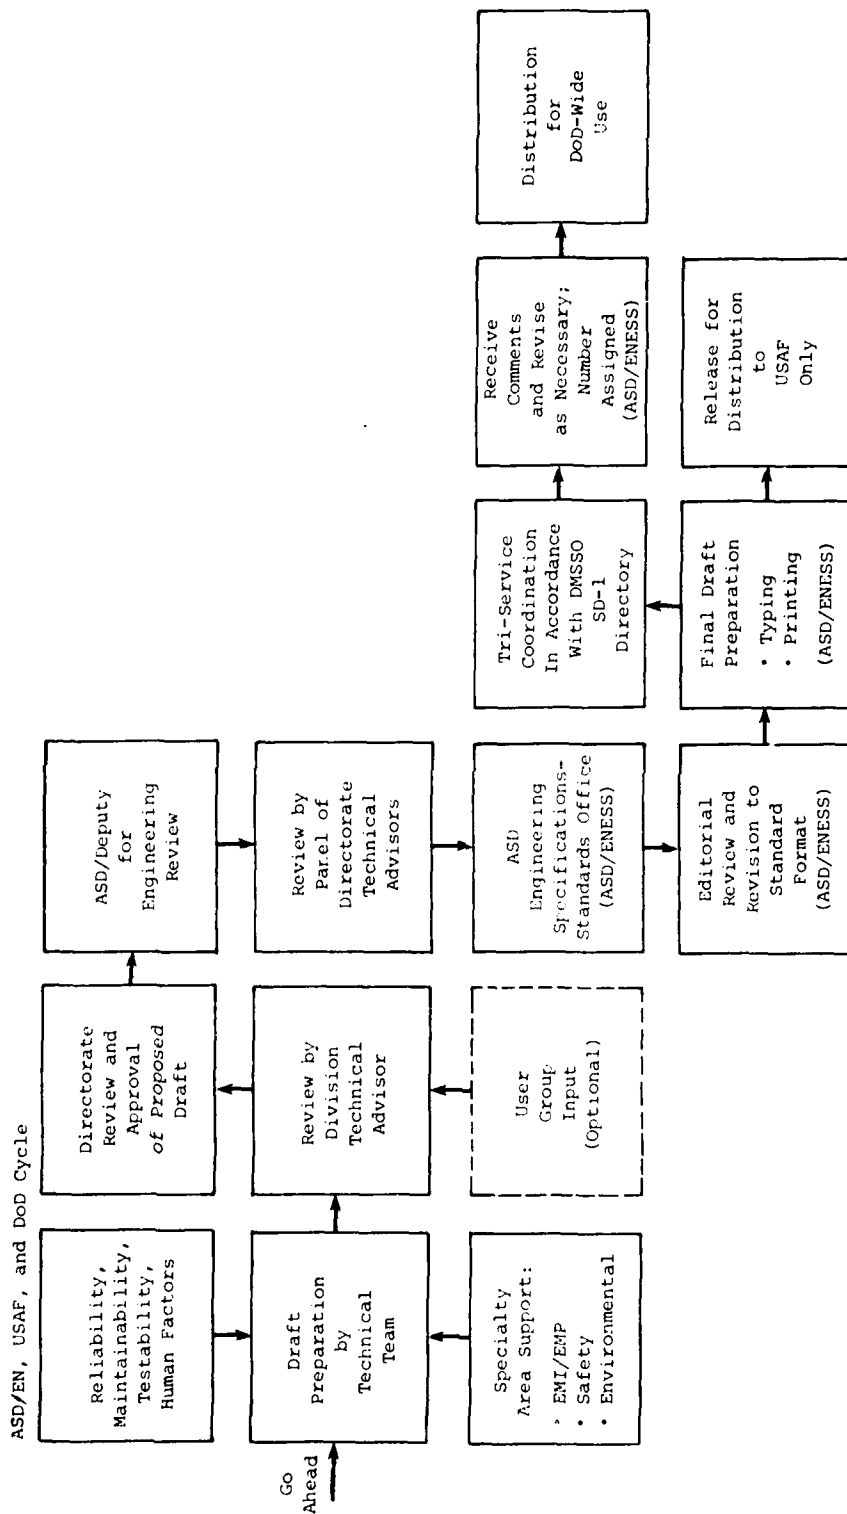 ASD/EN, USAF, and DoD Cycle
Go
Ahead
Reliability,
Maintainability,
Testability,
Human Factors
Draft
Preparation
by
Technical
Team
Specialty
Area Support:
• EMI/EMP
• Safety
• Environmental
Directorate
Review and
Approval
of Proposed
Draft
Review by
Division
Technical
Advisor
User
Group
Input
(Optional)
ASD/Deputy
for
Engineering
Review
Review by
Panel of
Directorate
Technical
Advisors
ASD
Engineering
Specifications-
Standards Office
(ASD/ENESS)
Editorial
Review and
Revision to
Standard
Format
(ASD/ENESS)
Tri-Service
Coordination
In Accordance
With DMSSO
SD-1
Directory
Final Draft
Preparation
• Typing
• Printing
(ASD/ENESS)
Receive
Comments
and Revise
as Necessary;
Number
Assigned
(ASD/ENESS)
Release for
Distribution
to
USAF
Only
Distribution
for
DoD-Wide
Use